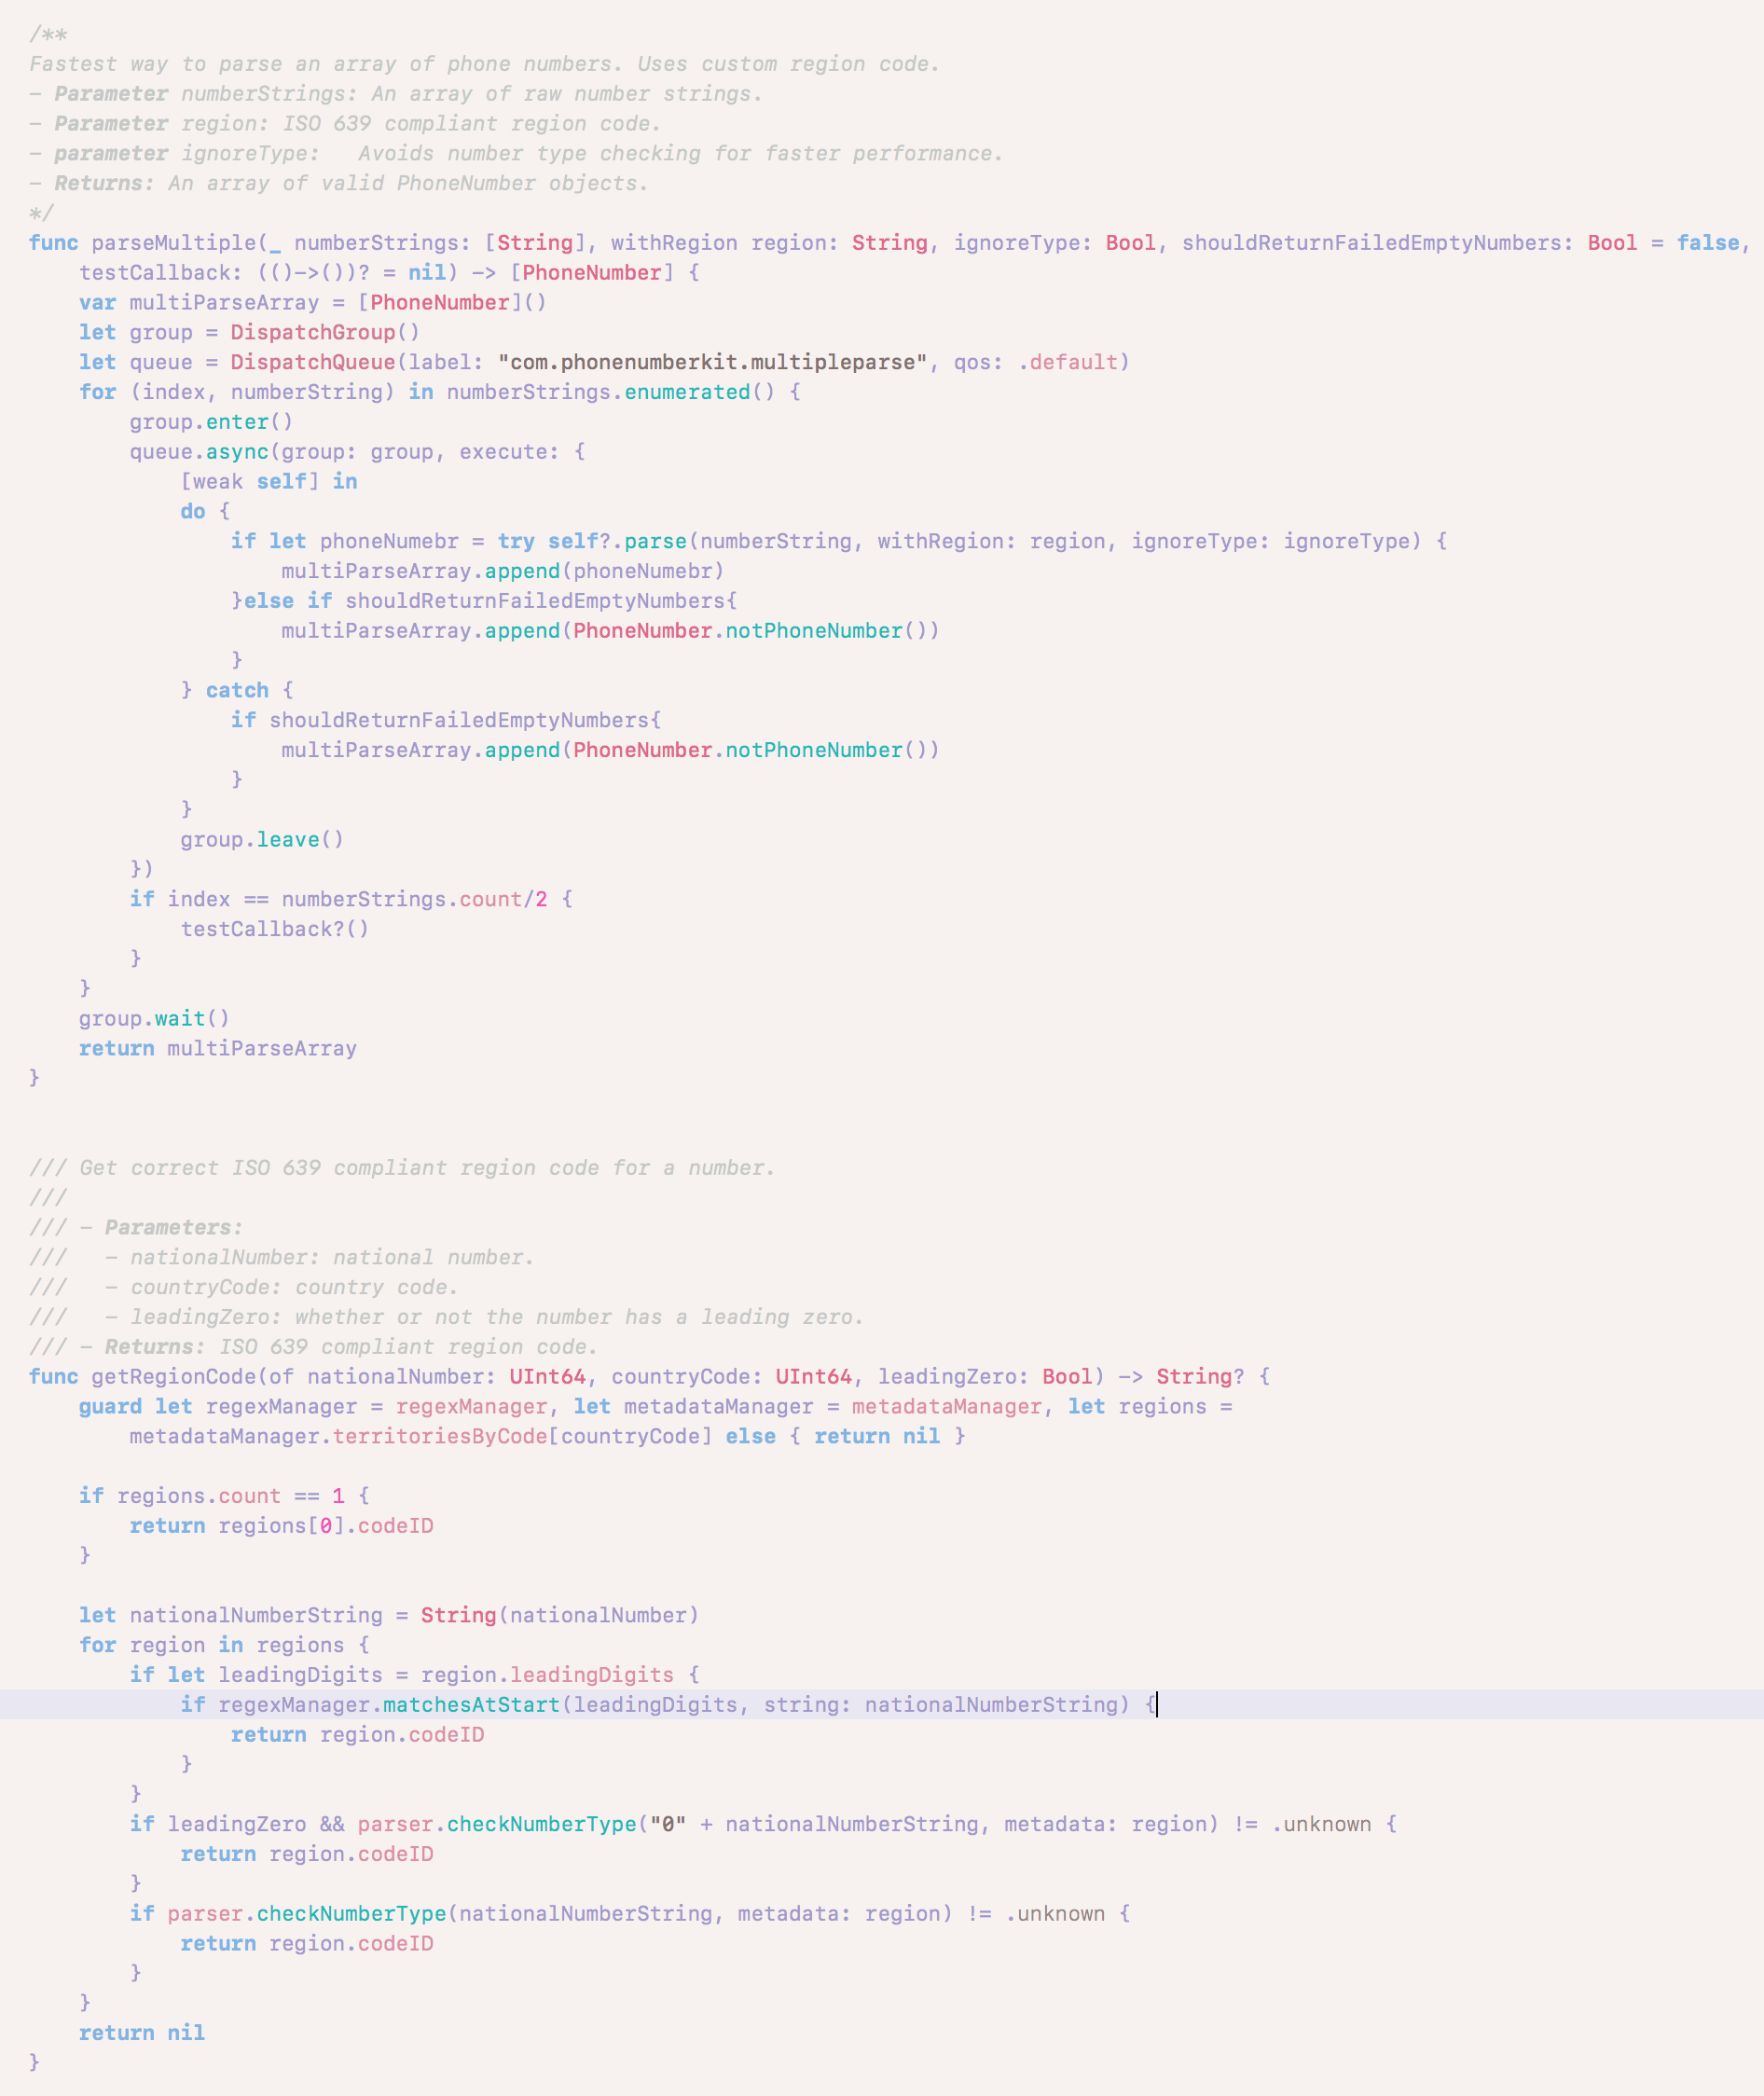 /**
Fastest way to parse an array of phone numbers. Uses custom region code.
- Parameter numberStrings: An array of raw number strings.
- Parameter region: ISO 639 compliant region code.
- parameter ignoreType:   Avoids number type checking for faster performance.
- Returns: An array of valid PhoneNumber objects.
*/
func parseMultiple(_ numberStrings: [String], withRegion region: String, ignoreType: Bool, shouldReturnFailedEmptyNumbers: Bool = false,
    testCallback: (()->())? = nil) -> [PhoneNumber] {
    var multiParseArray = [PhoneNumber]()
    let group = DispatchGroup()
    let queue = DispatchQueue(label: "com.phonenumberkit.multipleparse", qos: .default)
    for (index, numberString) in numberStrings.enumerated() {
        group.enter()
        queue.async(group: group, execute: {
            [weak self] in
            do {
                if let phoneNumebr = try self?.parse(numberString, withRegion: region, ignoreType: ignoreType) {
                    multiParseArray.append(phoneNumebr)
                }else if shouldReturnFailedEmptyNumbers{
                    multiParseArray.append(PhoneNumber.notPhoneNumber())
                }
            } catch {
                if shouldReturnFailedEmptyNumbers{
                    multiParseArray.append(PhoneNumber.notPhoneNumber())
                }
            }
            group.leave()
        })
        if index == numberStrings.count/2 {
            testCallback?()
        }
    }
    group.wait()
    return multiParseArray
}
/// Get correct ISO 639 compliant region code for a number.
///
/// - Parameters:
///   - nationalNumber: national number.
///   - countryCode: country code.
///   - leadingZero: whether or not the number has a leading zero.
/// - Returns: ISO 639 compliant region code.
func getRegionCode(of nationalNumber: UInt64, countryCode: UInt64, leadingZero: Bool) -> String? {
    guard let regexManager = regexManager, let metadataManager = metadataManager, let regions =
        metadataManager.territoriesByCode[countryCode] else { return nil }
    if regions.count == 1 {
        return regions[0].codeID
    }
    let nationalNumberString = String(nationalNumber)
    for region in regions {
        if let leadingDigits = region.leadingDigits {
            if regexManager.matchesAtStart(leadingDigits, string: nationalNumberString) {
                return region.codeID
            }
        }
        if leadingZero && parser.checkNumberType("0" + nationalNumberString, metadata: region) != .unknown {
            return region.codeID
        }
        if parser.checkNumberType(nationalNumberString, metadata: region) != .unknown {
            return region.codeID
        }
    }
    return nil
}